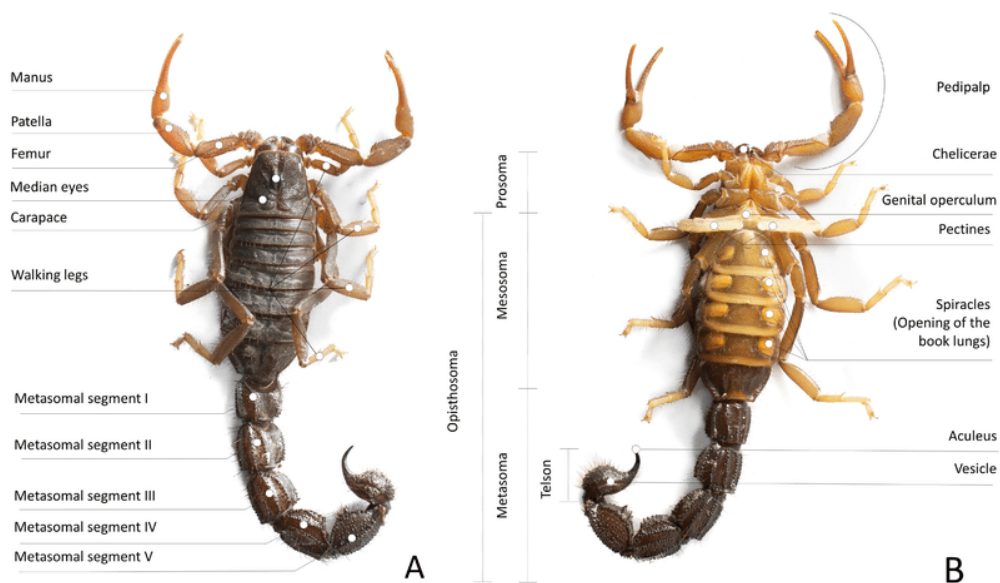 Manus
Patella
Femur
Median eyes
Carapace
Walking legs
Metasomal segment I
Metasomal segment II
Metasomal segment III
Metasomal segment IV
Metasomal segment V
A
Prosoma
Mesosoma
Opisthosoma
Metasoma
Telson
Pedipalp
Chelicerae
Genital operculum
Pectines
Spiracles
(Opening of the
book lungs)
Aculeus
Vesicle
B